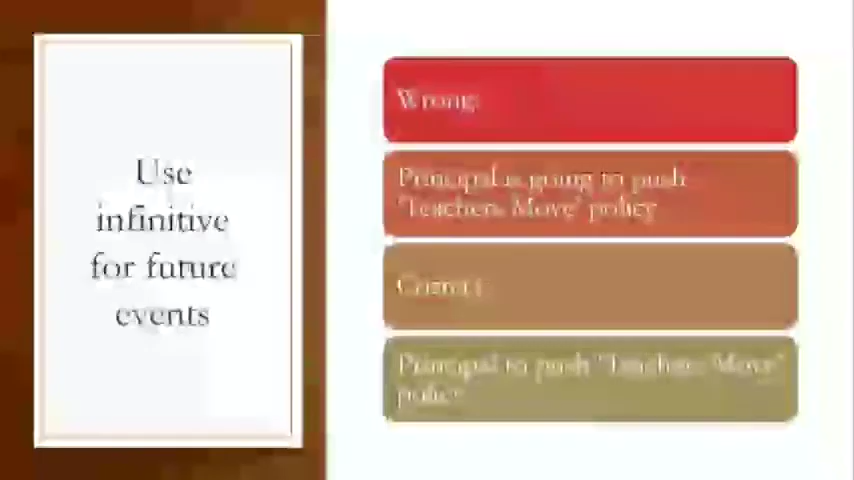 Use
infinitive
for future
events
Wrong:
Principal is going to push
"Teachers Move" policy
Correct:
Principal to push "Teachers Move"
policy